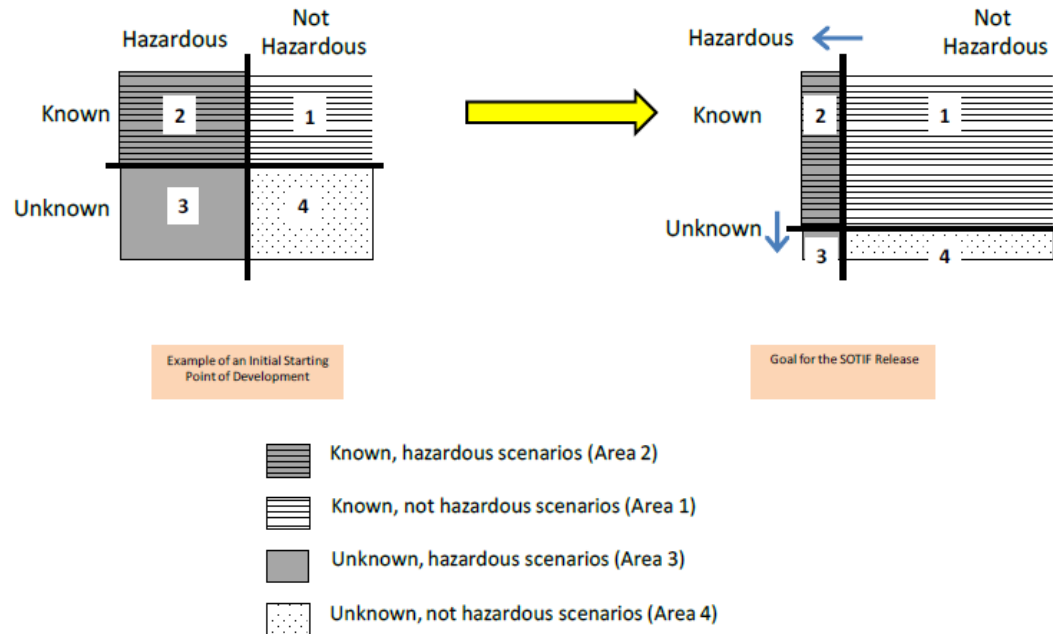 Hazardous
Not
Hazardous
Known
2
1
Unknown
3
4
Hazardous
Not
Hazardous
Known
2
1
Unknown
3
4
Example of an Initial Starting
Point of Development
Goal for the SOTIF Release
Known, hazardous scenarios (Area 2)
Known, not hazardous scenarios (Area 1)
Unknown, hazardous scenarios (Area 3)
Unknown, not hazardous scenarios (Area 4)